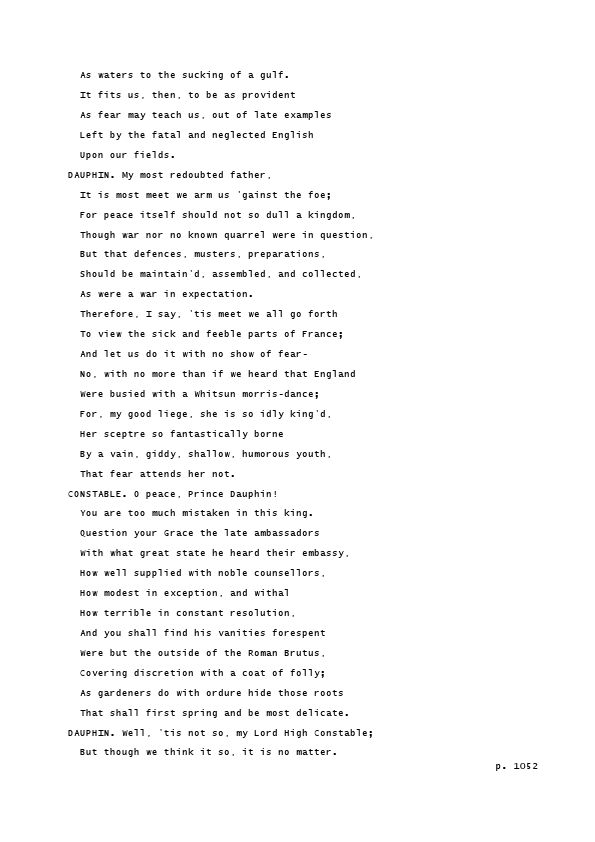 As waters to the sucking of a gulf.
It fits us, then, to be as provident
As fear may teach us, out of late examples
Left by the fatal and neglected English
Upon our fields.
DAUPHIN. My most redoubted father,
It is most meet we arm us 'gainst the foe;
For peace itself should not so dull a kingdom,
Though war nor no known quarrel were in question,
But that defences, musters, preparations,
Should be maintain'd, assembled, and collected,
As were a war in expectation.
Therefore, I say, 'tis meet we all go forth
To view the sick and feeble parts of France;
And let us do it with no show of fear-
No, with no more than if we heard that England
Were busied with a Whitsun morris-dance;
For, my good liege, she is so idly king'd,
Her sceptre so fantastically borne
By a vain, giddy, shallow, humorous youth,
That fear attends her not.
CONSTABLE. O peace, Prince Dauphin!
You are too much mistaken in this king.
Question your Grace the late ambassadors
With what great state he heard their embassy,
How well supplied with noble counsellors,
How modest in exception, and withal
How terrible in constant resolution,
And you shall find his vanities forespent
Were but the outside of the Roman Brutus,
Covering discretion with a coat of folly;
As gardeners do with ordure hide those roots
That shall first spring and be most delicate.
DAUPHIN. Well, 'tis not so, my Lord High Constable;
But though we think it so, it is no matter.
p. 1052